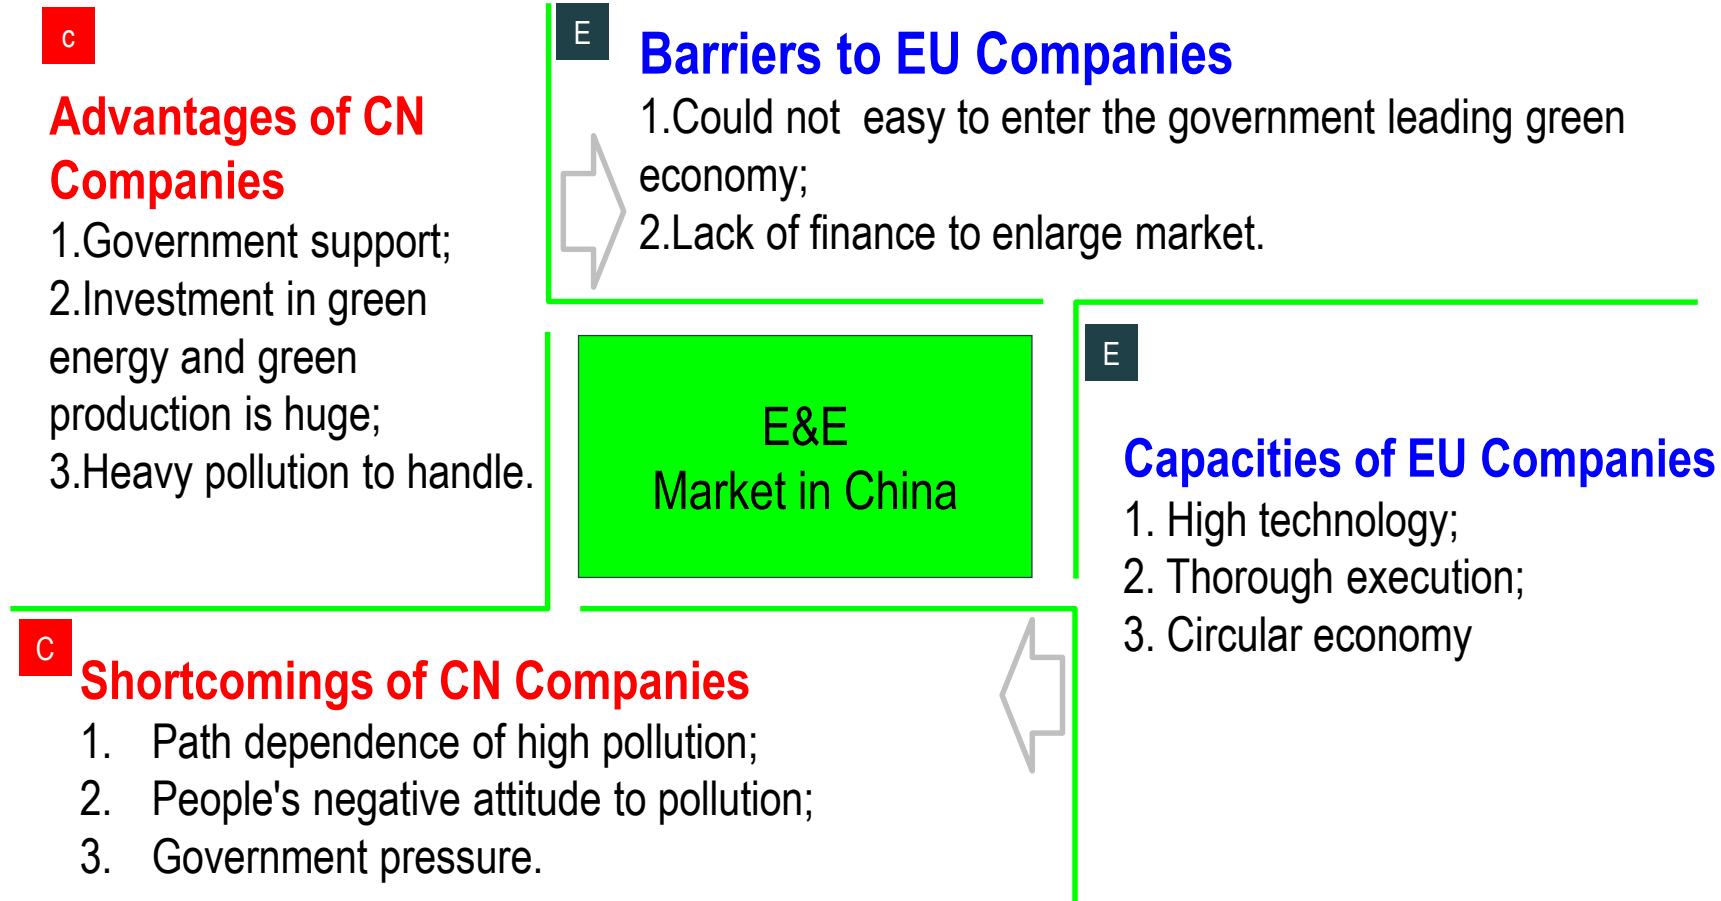 c
Advantages of CN
Companies
1.Government support;
2.Investment in green
energy and green
production is huge;
3.Heavy pollution to handle.
E
Barriers to EU Companies
1.Could not  easy to enter the government leading green
economy;
2.Lack of finance to enlarge market.
E&E
Market in China
E
Capacities of EU Companies
1. High technology;
2. Thorough execution;
3. Circular economy
C
Shortcomings of CN Companies
1. Path dependence of high pollution;
2. People's negative attitude to pollution;
3. Government pressure.